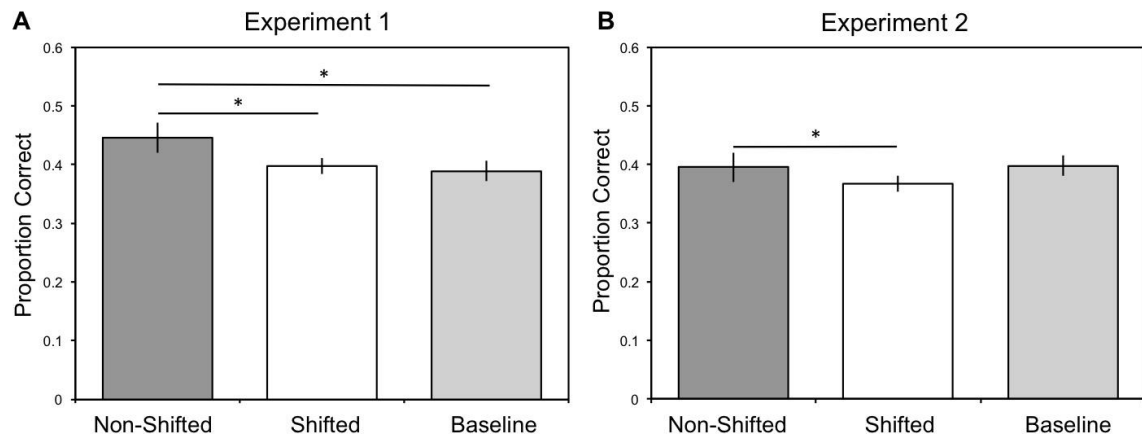 A
Experiment 1
Proportion Correct
0.6
0.5
0.4
0.3
0.2
0.1
0
*
*
Non-Shifted
Shifted
Baseline
B
Experiment 2
Proportion Correct
0.6
0.5
0.4
0.3
0.2
0.1
0
*
Non-Shifted
Shifted
Baseline